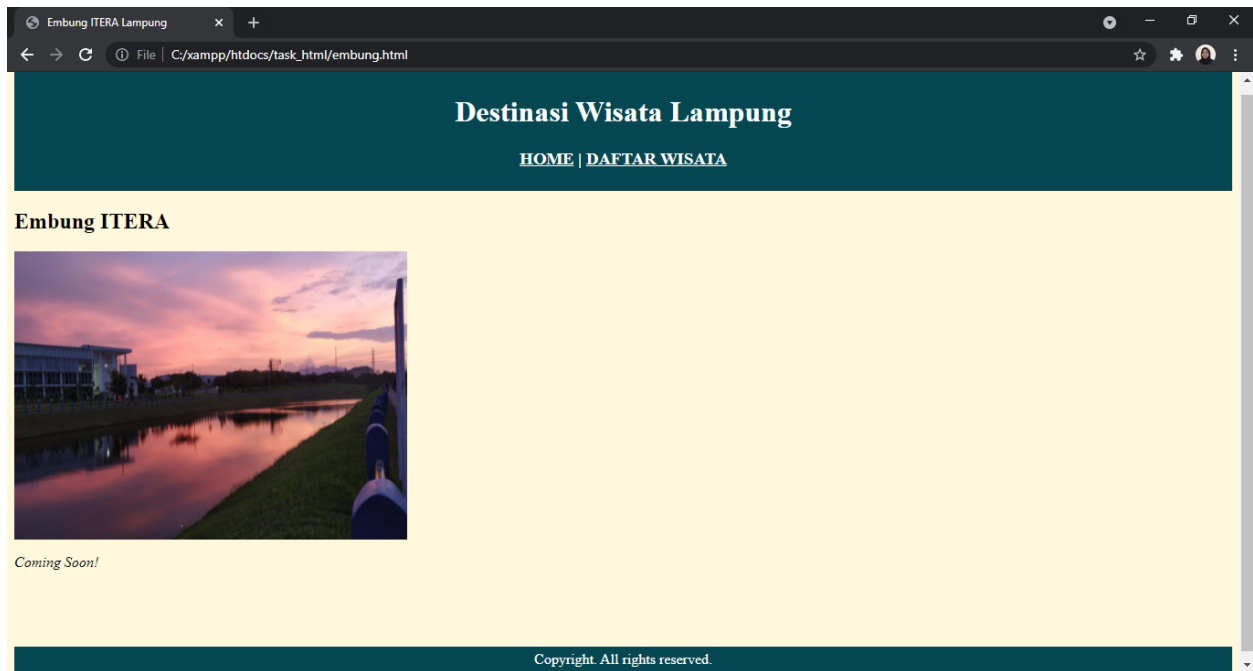 Embung ITERA Lampung
File | C:/xampp/htdocs/task_html/embung.html
Destinasi Wisata Lampung
HOME | DAFTAR WISATA
Embung ITERA
Coming Soon!
Copyright. All rights reserved.